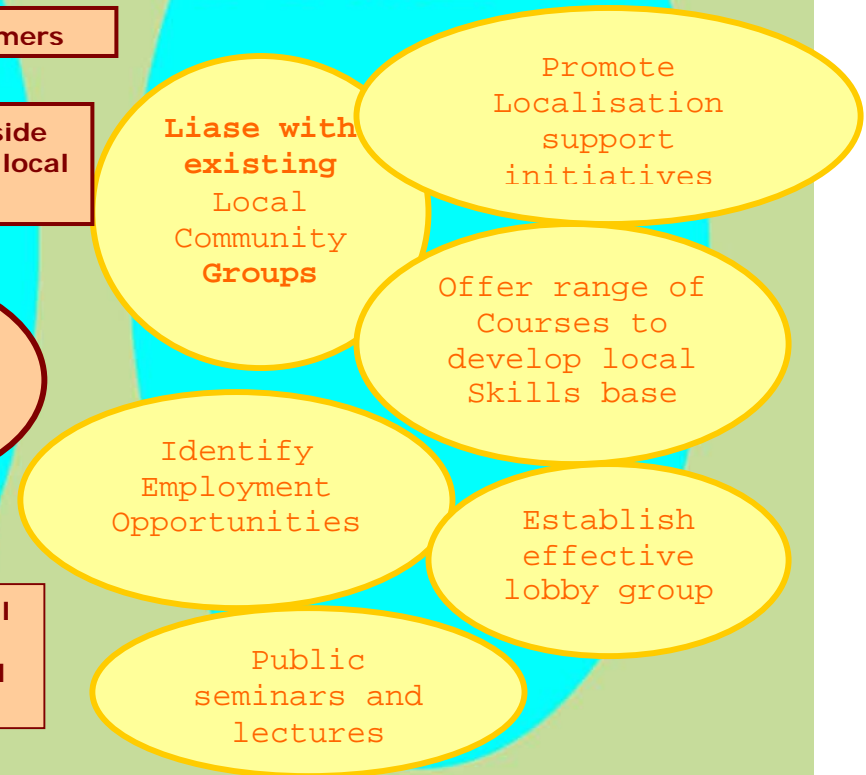 side
local
Liase with
existing
Local
Community
Groups
Promote
Localisation
support
initiatives
Offer range of
Courses to
develop local
Skills base
Identify
Employment
Opportunities
Establish
effective
lobby group
Public
seminars and
lectures